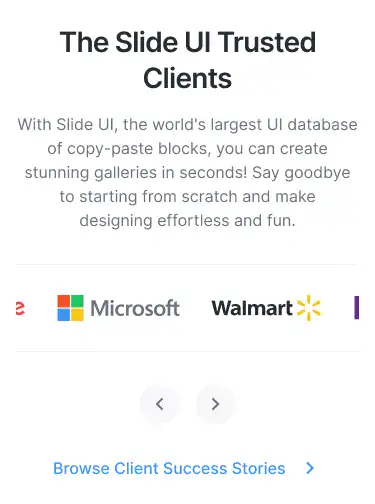 The Slide UI Trusted
Clients
With Slide UI, the world's largest UI database
of copy-paste blocks, you can create
stunning galleries in seconds! Say goodbye
to starting from scratch and make
designing effortless and fun.
e Microsoft Walmart
Browse Client Success Stories